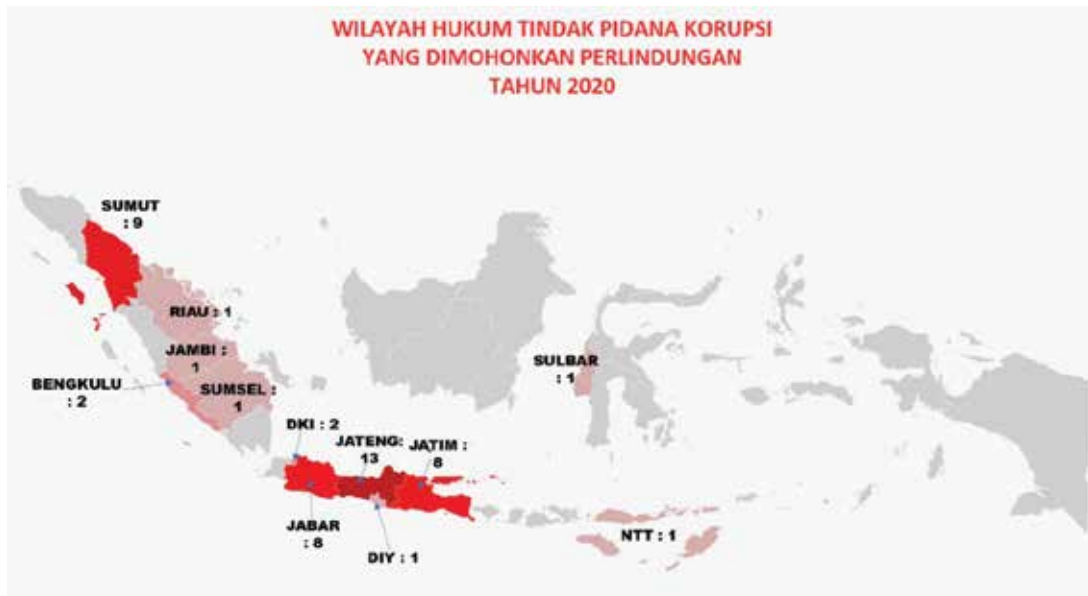 WILAYAH HUKUM TINDAK PIDANA KORUPSI
YANG DIMOHONKAN PERLINDUNGAN
TAHUN 2020
SUMUT
: 9
RIAU : 1
JAMBI :
1
BENGKULU
: 2
SUMSEL :
1
SULBAR
: 1
DKI : 2
JATENG:
13
JATIM :
8
JABAR
: 8
DIY : 1
NTT : 1